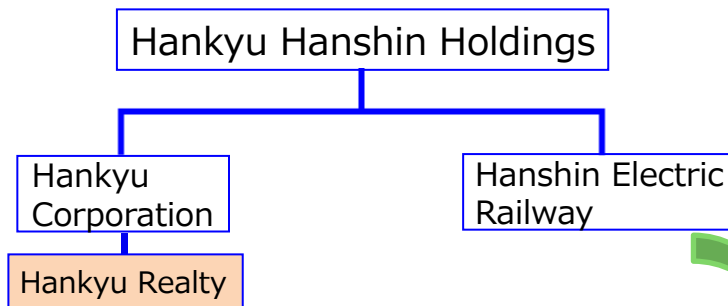 Hankyu Hanshin Holdings
Hankyu
Corporation
Hanshin Electric
Railway
Hankyu Realty